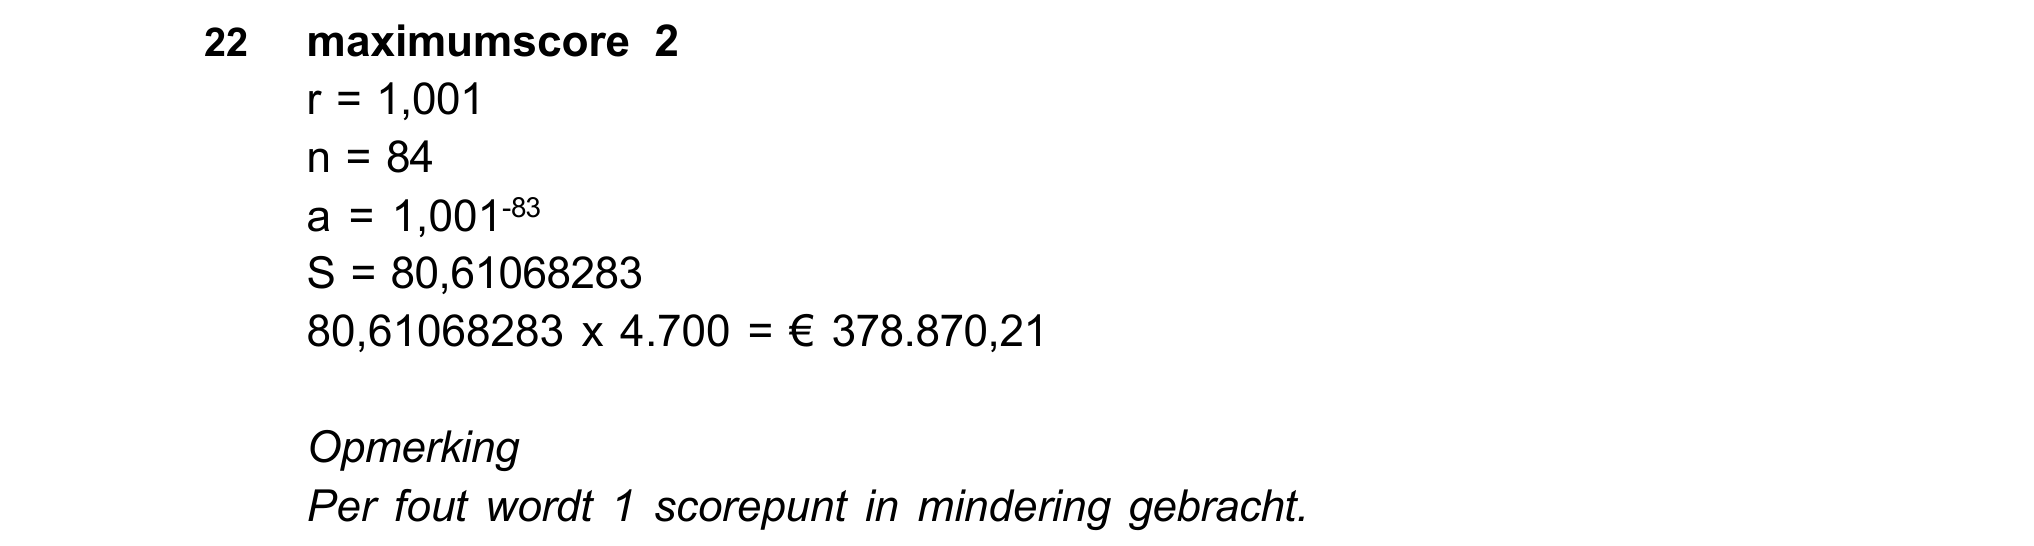 22 maximumscore 2
r = 1,001
n = 84
a = 1,001⁻⁸³
S = 80,61068283
80,61068283 x 4.700 = € 378.870,21
Opmerking
Per fout wordt 1 scorepunt in mindering gebracht.